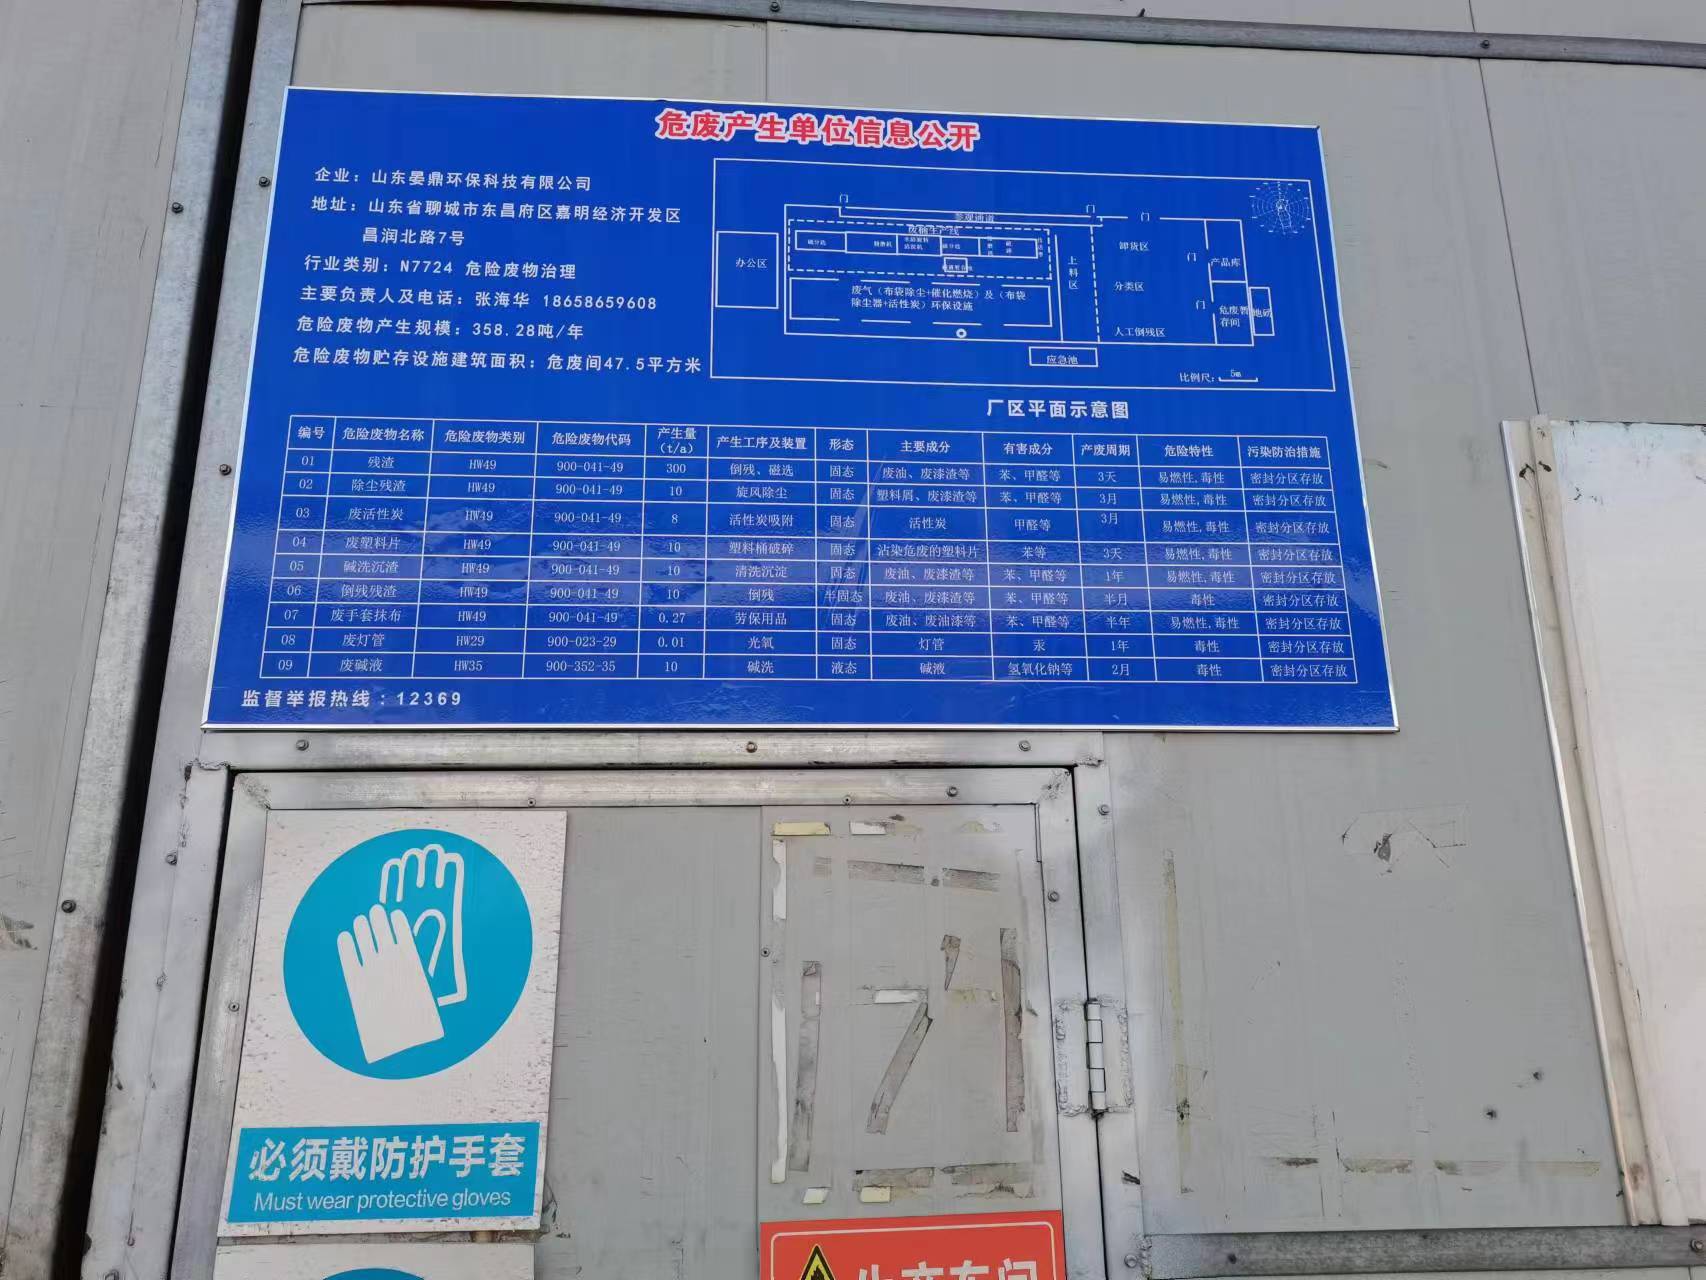 危废产生单位信息公开
企业：山东晏鼎环保科技有限公司
地址：山东省聊城市东昌府区嘉明经济开发区
昌润北路7号
行业类别：N7724 危险废物治理
主要负责人及电话：张海华 18658659608
危险废物产生规模：358.28吨/年
危险废物贮存设施建筑面积：危废间47.5平方米
门
门
门
参观通道
废桶生产线
办公区
磁分选
上料区
卸货区
门
产品库
分类区
废气（布袋除尘+催化燃烧）及（布袋
除尘器+活性炭）环保设施
门
危废暂存间
地磅
人工倒残区
应急池
比例尺：5m
厂区平面示意图
编号 危险废物名称 危险废物类别 危险废物代码 产生量(t/a) 产生工序及装置 形态 主要成分 有害成分 产废周期 危险特性 污染防治措施
01 残渣 HW49 900-041-49 300 倒残、磁选 固态 废油、废漆渣等 苯、甲醛等 3天 易燃性,毒性 密封分区存放
02 除尘残渣 HW49 900-041-49 10 旋风除尘 固态 塑料屑、废漆渣等 苯、甲醛等 3月 易燃性,毒性 密封分区存放
03 废活性炭 HW49 900-041-49 8 活性炭吸附 固态 活性炭 甲醛等 3月 易燃性,毒性 密封分区存放
04 废塑料片 HW49 900-041-49 10 塑料桶破碎 固态 沾染危废的塑料片 苯等 3天 易燃性,毒性 密封分区存放
05 碱洗沉渣 HW49 900-041-49 10 清洗沉淀 固态 废油、废漆渣等 苯、甲醛等 1年 易燃性,毒性 密封分区存放
06 倒残残渣 HW49 900-041-49 10 倒残 半固态 废油、废漆渣等 苯、甲醛等 半月 毒性 密封分区存放
07 废手套抹布 HW49 900-041-49 0.27 劳保用品 固态 废油、废油漆等 苯、甲醛等 半年 易燃性,毒性 密封分区存放
08 废灯管 HW29 900-023-29 0.01 光氧 固态 灯管 汞 1年 毒性 密封分区存放
09 废碱液 HW35 900-352-35 10 碱洗 液态 碱液 氢氧化钠等 2月 毒性 密封分区存放
监督举报热线：12369
必须戴防护手套
Must wear protective gloves
生产车间